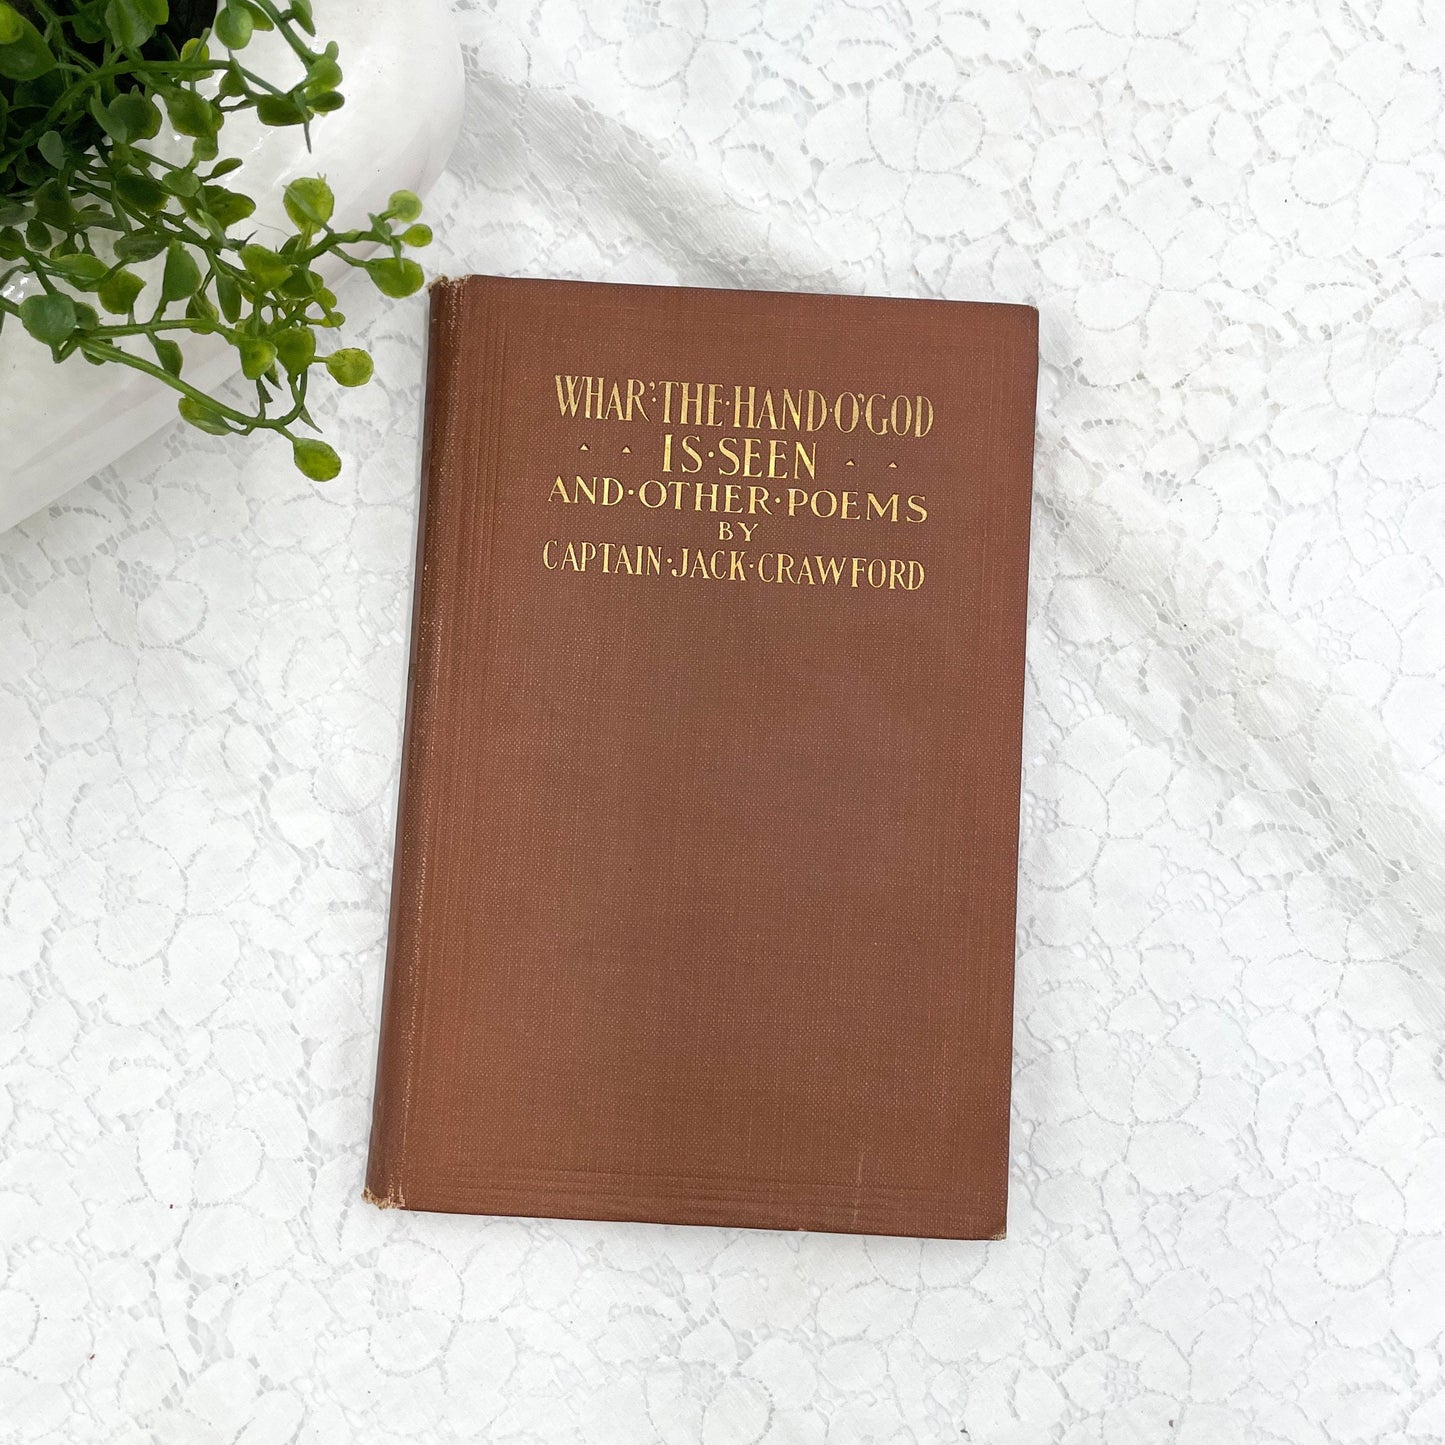 WHAR'·THE·HAND·O'GOD
IS·SEEN
AND·OTHER·POEMS
BY
CAPTAIN·JACK·CRAWFORD